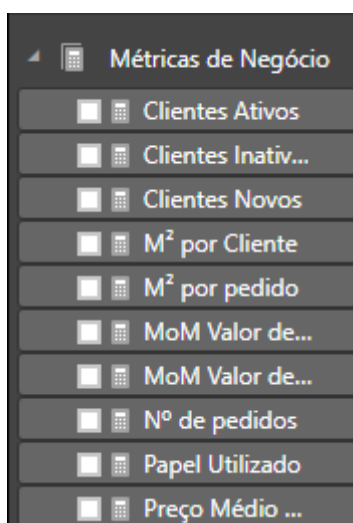 Métricas de Negócio
Clientes Ativos
Clientes Inativ...
Clientes Novos
M² por Cliente
M² por pedido
MoM Valor de...
MoM Valor de...
Nº de pedidos
Papel Utilizado
Preço Médio ...